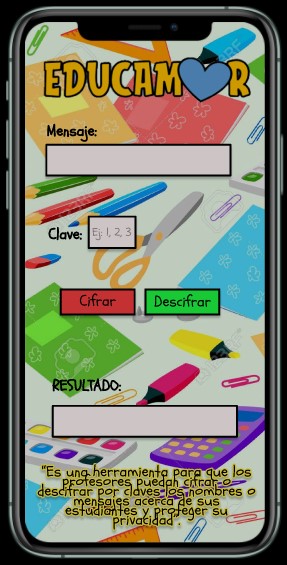 EDUCAMR
Mensaje:
Clave:
Ej: 1, 2, 3
Cifrar
Descifrar
RESULTADO:
"Es una herramienta para que los
profesores puedan cifrar o
descifrar por claves los nombres o
mensajes acerca de sus
estudiantes y proteger su
privacidad".